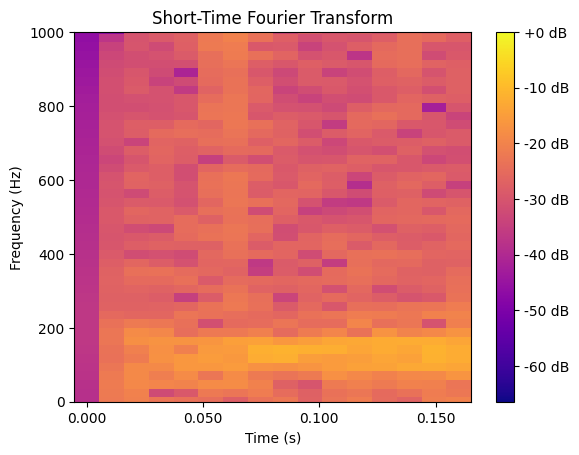 Short-Time Fourier Transform
1000
800
600
400
200
0
Frequency (Hz)
0.000
0.050
0.100
0.150
Time (s)
+0 dB
-10 dB
-20 dB
-30 dB
-40 dB
-50 dB
-60 dB